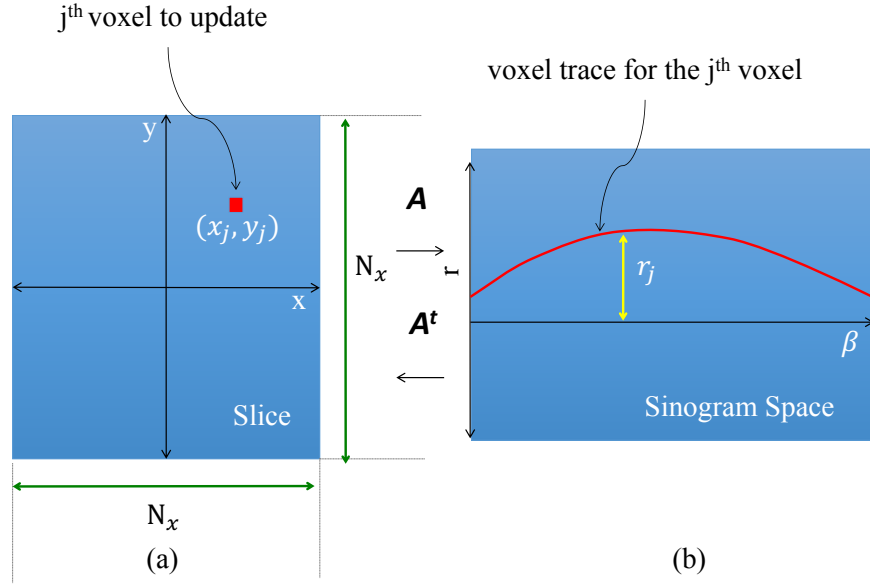 jᵗʰ voxel to update
y
(xⱼ, yⱼ)
x
Slice
Nₓ
Nₓ
(a)
A
Aᵗ
voxel trace for the jᵗʰ voxel
r
rⱼ
β
Sinogram Space
(b)